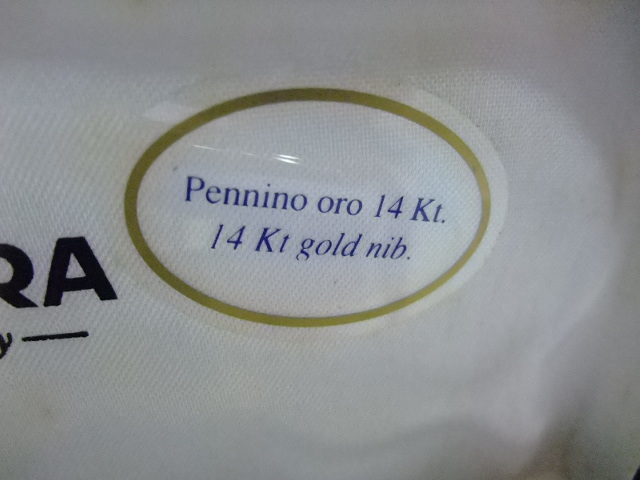 Pennino oro 14 Kt.
14 Kt gold nib.
RA
y